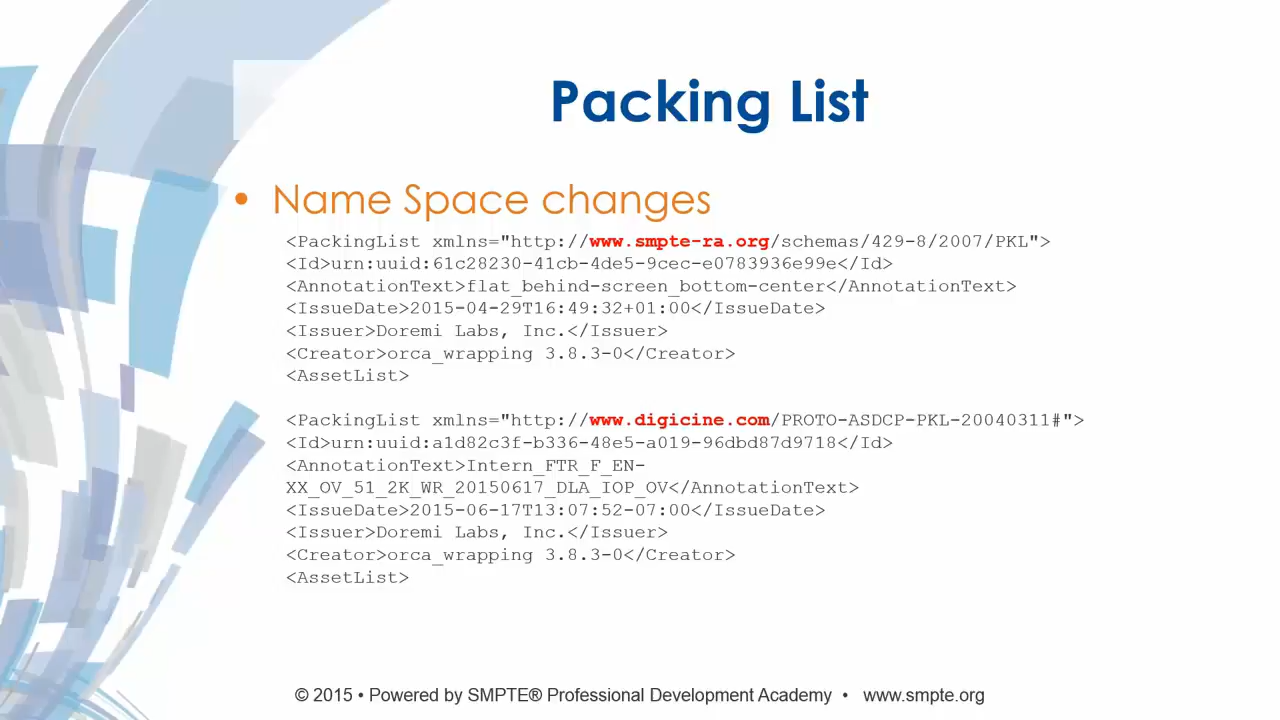 Packing List
• Name Space changes
<PackingList xmlns="http://www.smpte-ra.org/schemas/429-8/2007/PKL">
<Id>urn:uuid:61c28230-41cb-4de5-9cec-e0783936e99e</Id>
<AnnotationText>flat_behind-screen_bottom-center</AnnotationText>
<IssueDate>2015-04-29T16:49:32+01:00</IssueDate>
<Issuer>Doremi Labs, Inc.</Issuer>
<Creator>orca_wrapping 3.8.3-0</Creator>
<AssetList>
<PackingList xmlns="http://www.digicine.com/PROTO-ASDCP-PKL-20040311#">
<Id>urn:uuid:a1d82c3f-b336-48e5-a019-96dbd87d9718</Id>
<AnnotationText>Intern_FTR_F_EN-
XX_OV_51_2K_WR_20150617_DLA_IOP_OV</AnnotationText>
<IssueDate>2015-06-17T13:07:52-07:00</IssueDate>
<Issuer>Doremi Labs, Inc.</Issuer>
<Creator>orca_wrapping 3.8.3-0</Creator>
<AssetList>
© 2015 • Powered by SMPTE® Professional Development Academy • www.smpte.org